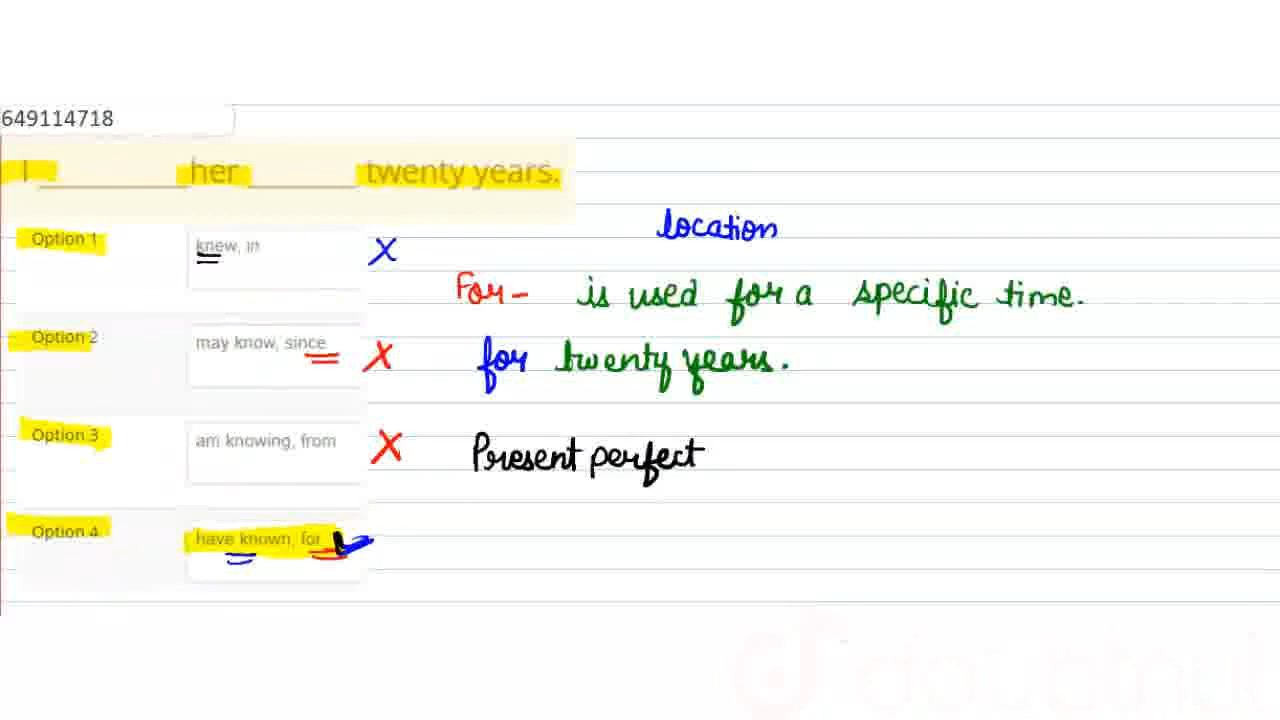 649114718
I ________ her ________ twenty years.
Option 1 knew, in X
location
For - is used for a specific time.
Option 2 may know, since X
for twenty years.
Option 3 am knowing, from X
Present perfect
Option 4 have known, for
doubtnut